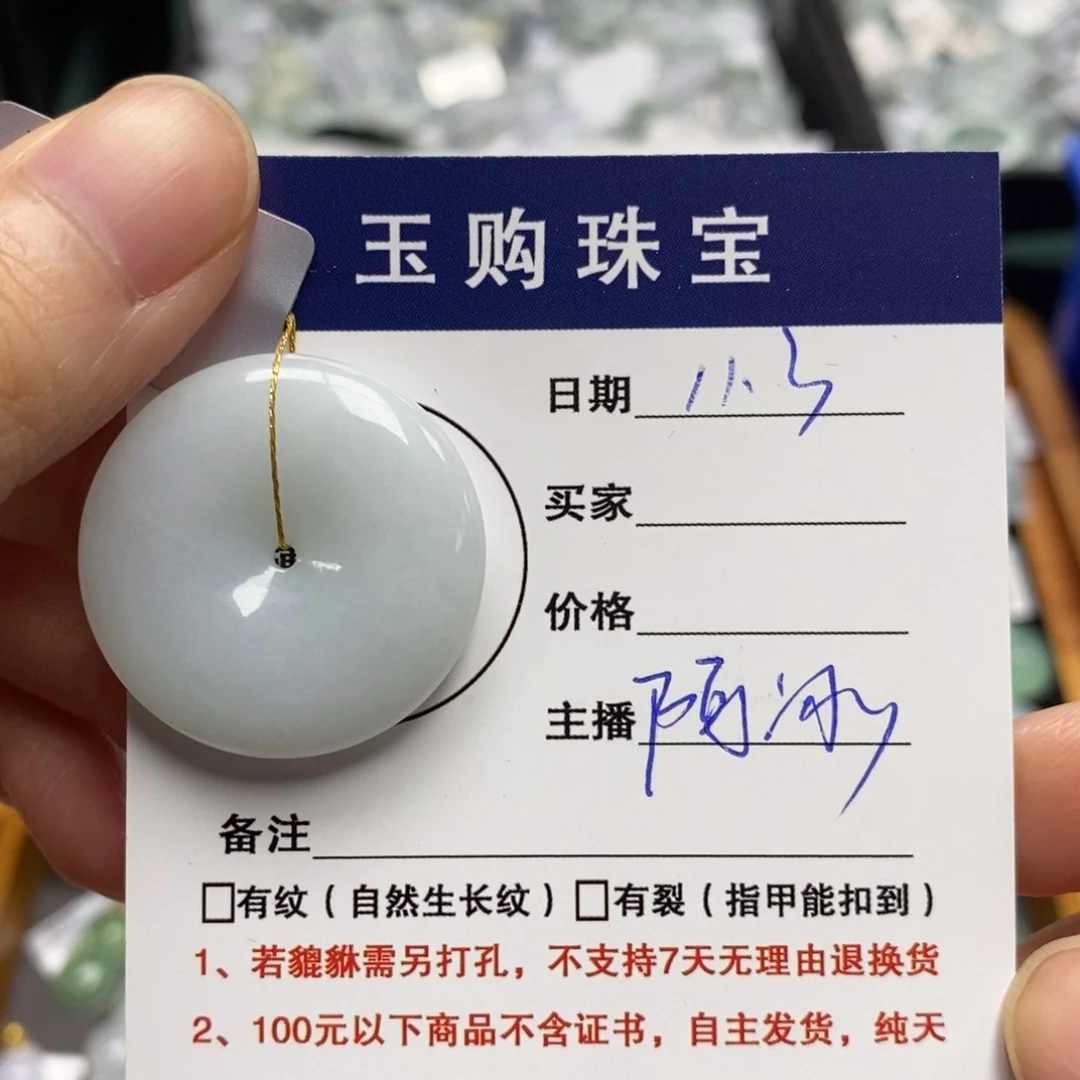 玉购珠宝
日期 11.3
买家
价格
主播
备注
□有纹（自然生长纹）□有裂（指甲能扣到）
1、若貔貅需另打孔，不支持7天无理由退换货
2、100元以下商品不含证书，自主发货，纯天